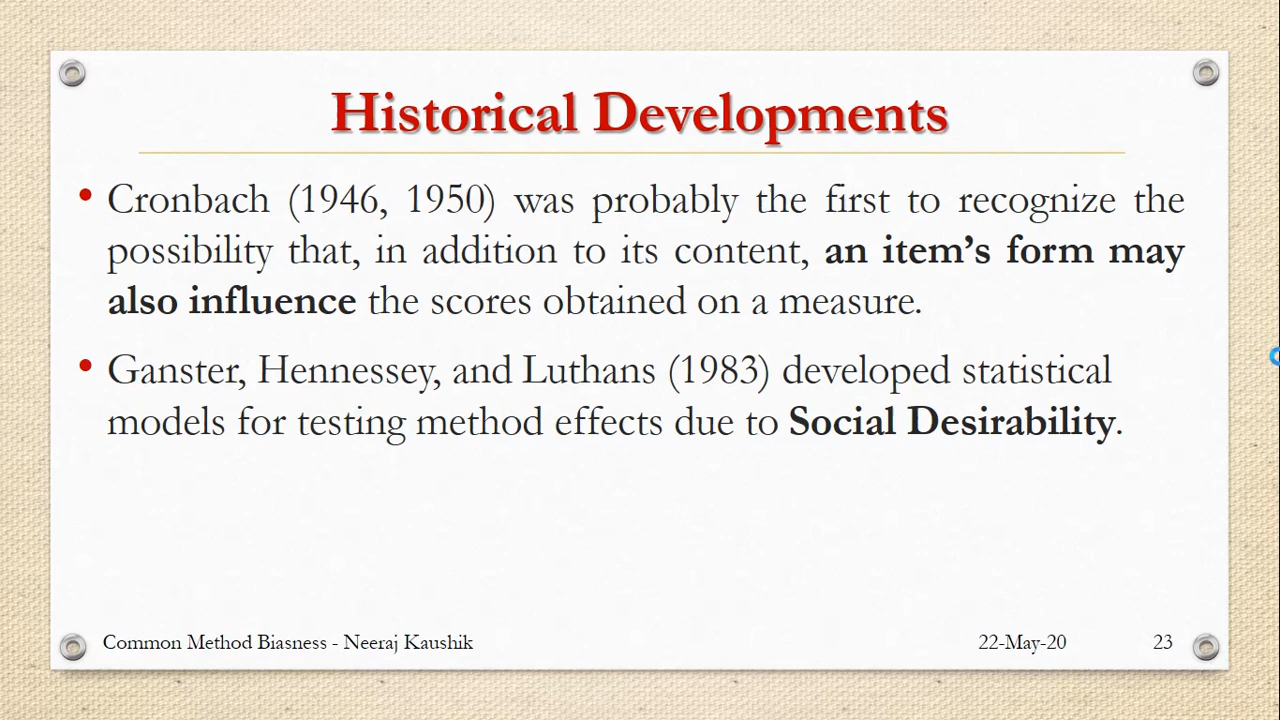 Historical Developments
• Cronbach (1946, 1950) was probably the first to recognize the
possibility that, in addition to its content, an item’s form may
also influence the scores obtained on a measure.
• Ganster, Hennessey, and Luthans (1983) developed statistical
models for testing method effects due to Social Desirability.
Common Method Biasness - Neeraj Kaushik 22-May-20 23